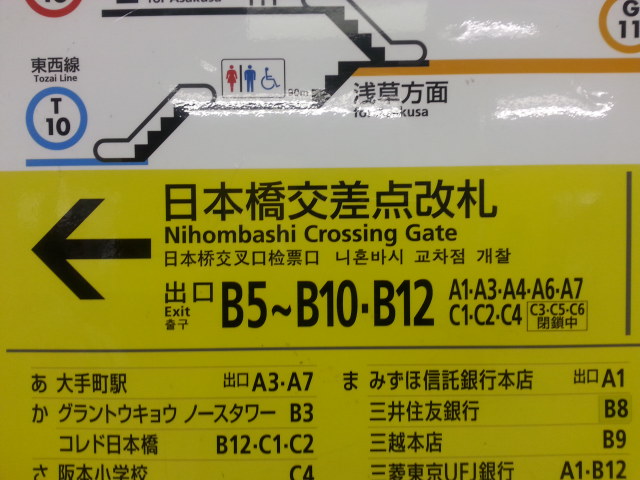 for Asakusa
G
11
東西線
Tozai Line
T
10
浅草方面
日本橋交差点改札
Nihombashi Crossing Gate
日本桥交叉口检票口 니혼바시 교차점 개찰
出口
Exit
출구
B5~B10·B12
A1·A3·A4·A6·A7
C1·C2·C4
C3·C5·C6
閉鎖中
あ 大手町駅 出口 A3·A7
か グラントウキョウ ノースタワー B3
コレド日本橋 B12·C1·C2
さ 阪本小学校 C4
ま みずほ信託銀行本店 出口 A1
三井住友銀行 B8
三越本店 B9
三菱東京UFJ銀行 A1·B12